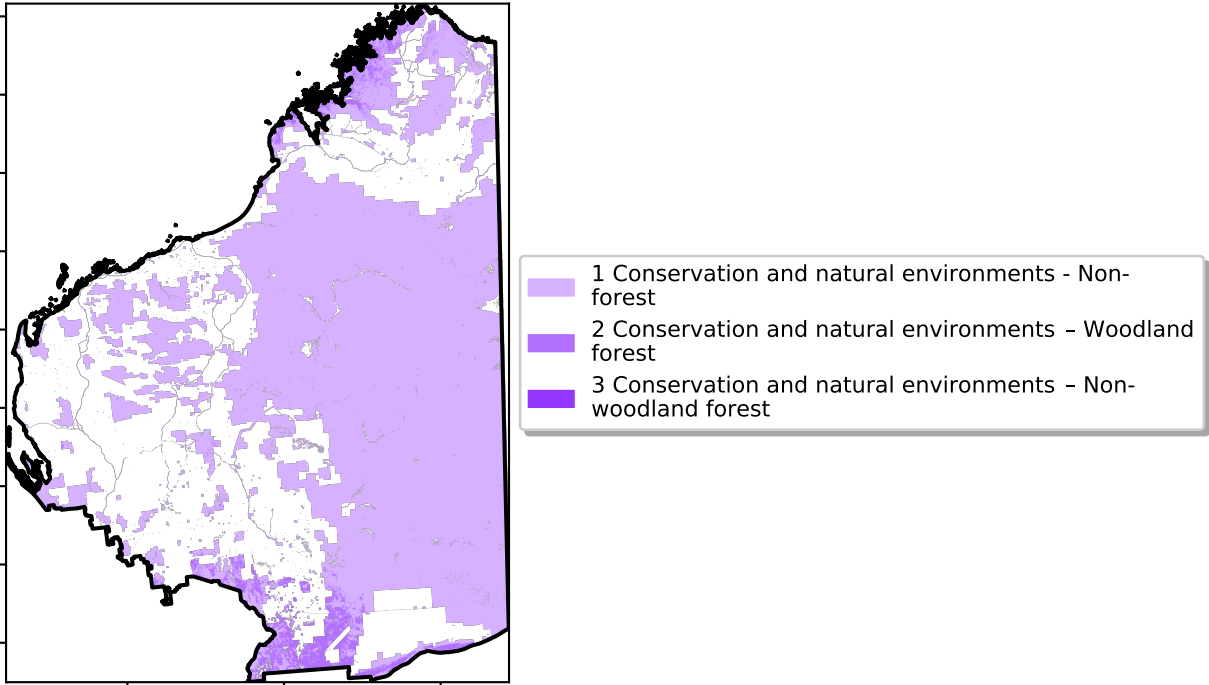 1 Conservation and natural environments - Non-
forest
2 Conservation and natural environments – Woodland
forest
3 Conservation and natural environments – Non-
woodland forest